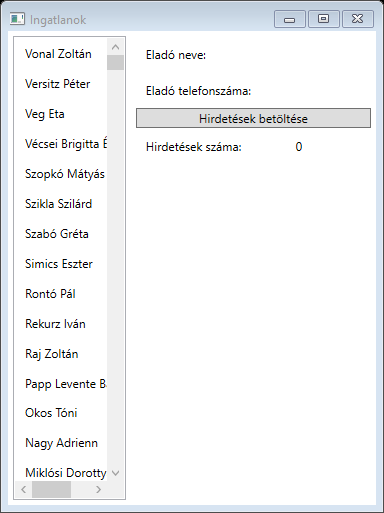 Ingatlanok
Vonal Zoltán
Versitz Péter
Veg Eta
Vécsei Brigitta
Szopkó Mátyás
Szikla Szilárd
Szabó Gréta
Simics Eszter
Rontó Pál
Rekurz Iván
Raj Zoltán
Papp Levente
Okos Tóni
Nagy Adrienn
Miklósi Dorotty
Eladó neve:
Eladó telefonszáma:
Hirdetések betöltése
Hirdetések száma: 0